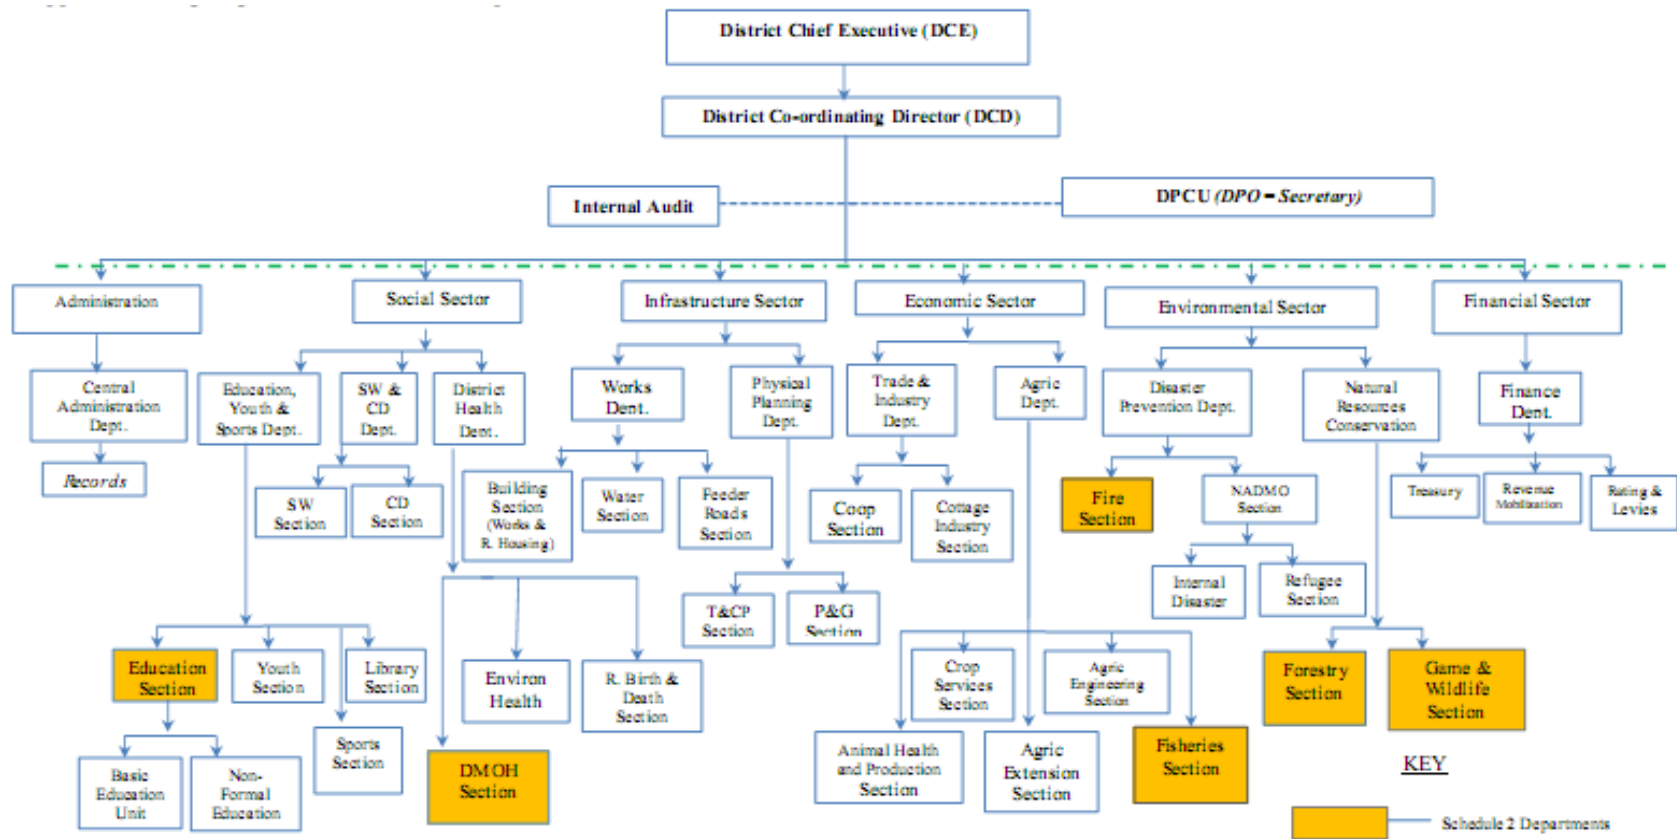 District Chief Executive (DCE)
District Co-ordinating Director (DCD)
Internal Audit
DPCU (DPO = Secretary)
Administration
Social Sector
Infrastructure Sector
Economic Sector
Environmental Sector
Financial Sector
Central
Administration
Dept.
Records
Education,
Youth &
Sports Dept.
SW &
CD
Dept.
District
Health
Dept.
Works
Dept.
Physical
Planning
Dept.
Trade &
Industry
Dept.
Agric
Dept.
Disaster
Prevention Dept.
Natural
Resources
Conservation
Finance
Dept.
SW
Section
CD
Section
Building
Section
(Works &
R. Housing)
Water
Section
Feeder
Roads
Section
Coop
Section
Cottage
Industry
Section
Fire
Section
NADMO
Section
Treasury
Revenue
Mobilization
Rating &
Levies
Internal
Disaster
Refugee
Section
T&CP
Section
P&G
Section
Education
Section
Youth
Section
Library
Section
Environ
Health
R. Birth &
Death
Section
Crop
Services
Section
Agric
Engineering
Section
Forestry
Section
Game &
Wildlife
Section
Basic
Education
Unit
Non-
Formal
Education
Sports
Section
DMOH
Section
Animal Health
and Production
Section
Agric
Extension
Section
Fisheries
Section
KEY
Schedule 2 Departments